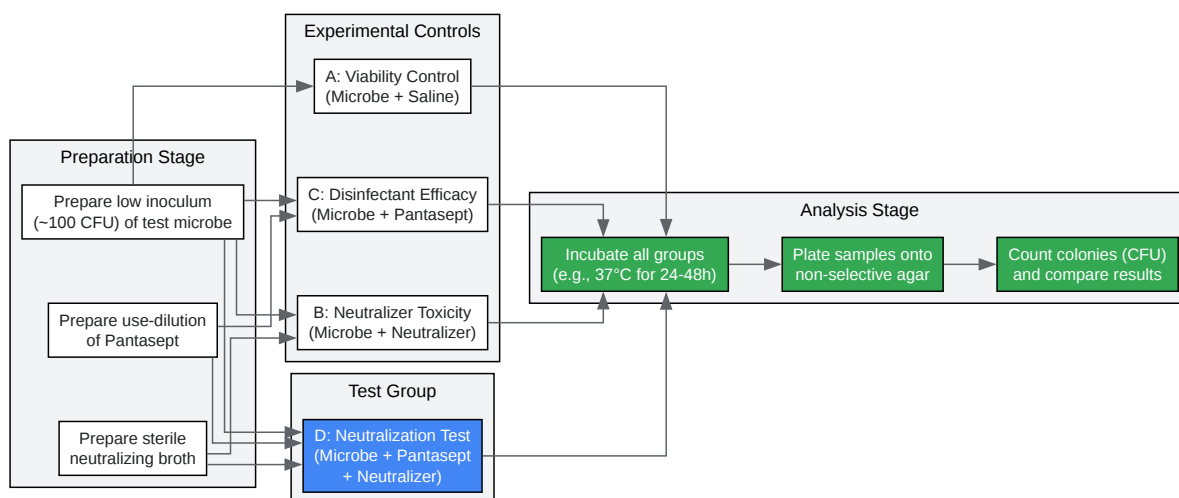 Preparation Stage
Prepare low inoculum
(~100 CFU) of test microbe
Prepare use-dilution
of Pantasept
Prepare sterile
neutralizing broth
Experimental Controls
A: Viability Control
(Microbe + Saline)
C: Disinfectant Efficacy
(Microbe + Pantasept)
B: Neutralizer Toxicity
(Microbe + Neutralizer)
Test Group
D: Neutralization Test
(Microbe + Pantasept
+ Neutralizer)
Analysis Stage
Incubate all groups
(e.g., 37°C for 24-48h)
Plate samples onto
non-selective agar
Count colonies (CFU)
and compare results